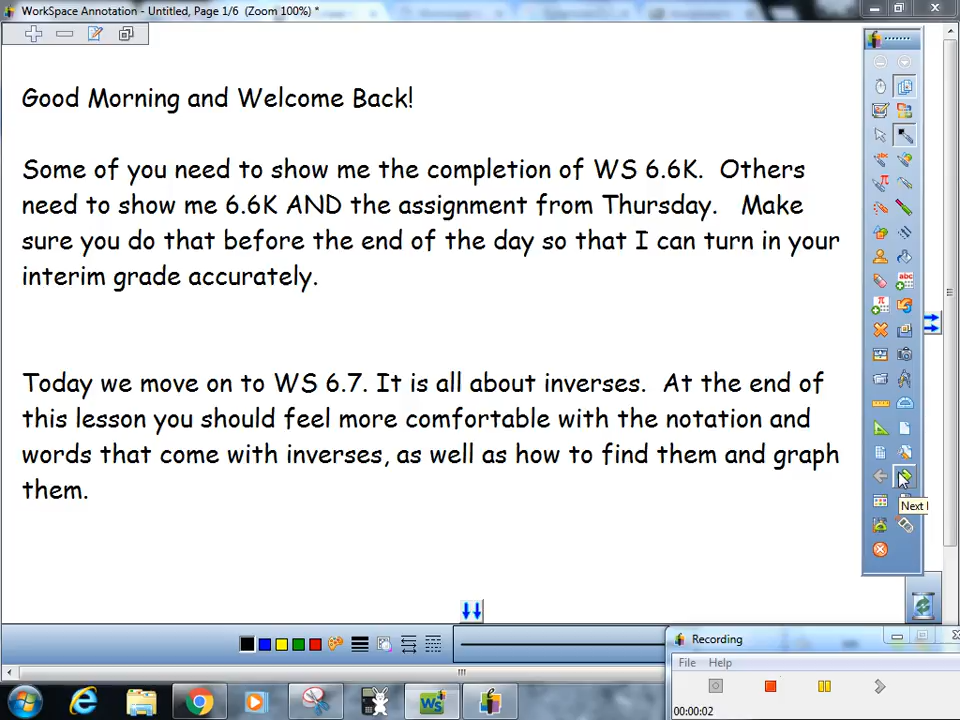 WorkSpace Annotation - Untitled, Page 1/6 (Zoom 100%) *
Good Morning and Welcome Back!
Some of you need to show me the completion of WS 6.6K. Others
need to show me 6.6K AND the assignment from Thursday. Make
sure you do that before the end of the day so that I can turn in your
interim grade accurately.
Today we move on to WS 6.7. It is all about inverses. At the end of
this lesson you should feel more comfortable with the notation and
words that come with inverses, as well as how to find them and graph
them.
abc
π
Next
Recording
File Help
00:00:02